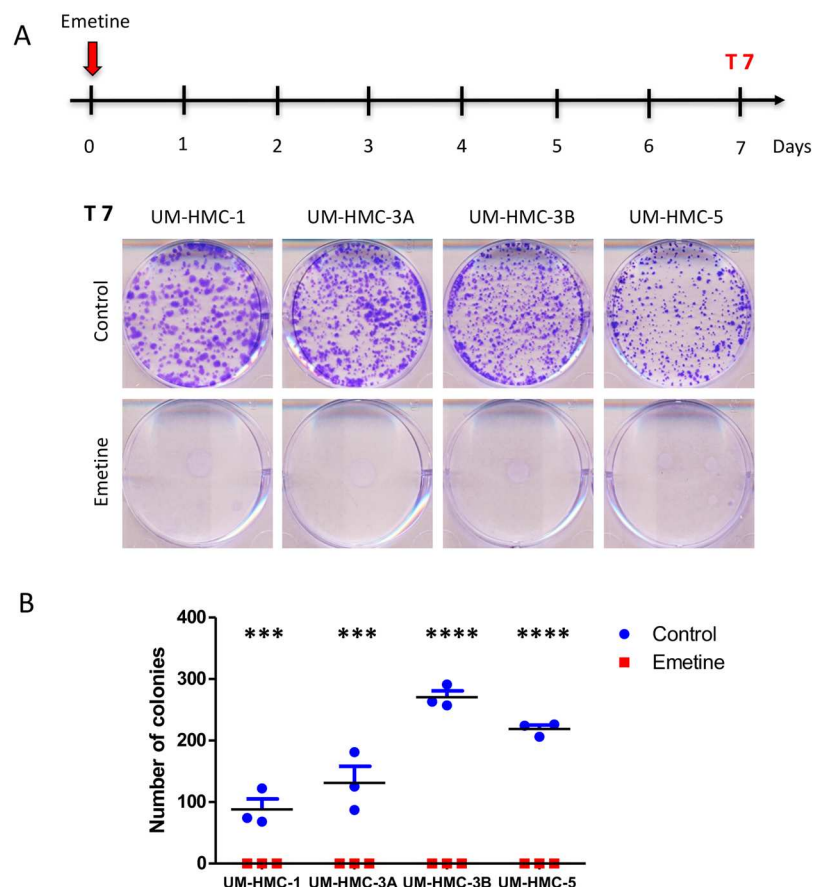 A
Emetine
T 7
0 1 2 3 4 5 6 7 Days
T 7 UM-HMC-1 UM-HMC-3A UM-HMC-3B UM-HMC-5
Control
Emetine
B
400
300
200
100
0
Number of colonies
*** *** **** ****
Control
Emetine
UM-HMC-1 UM-HMC-3A UM-HMC-3B UM-HMC-5